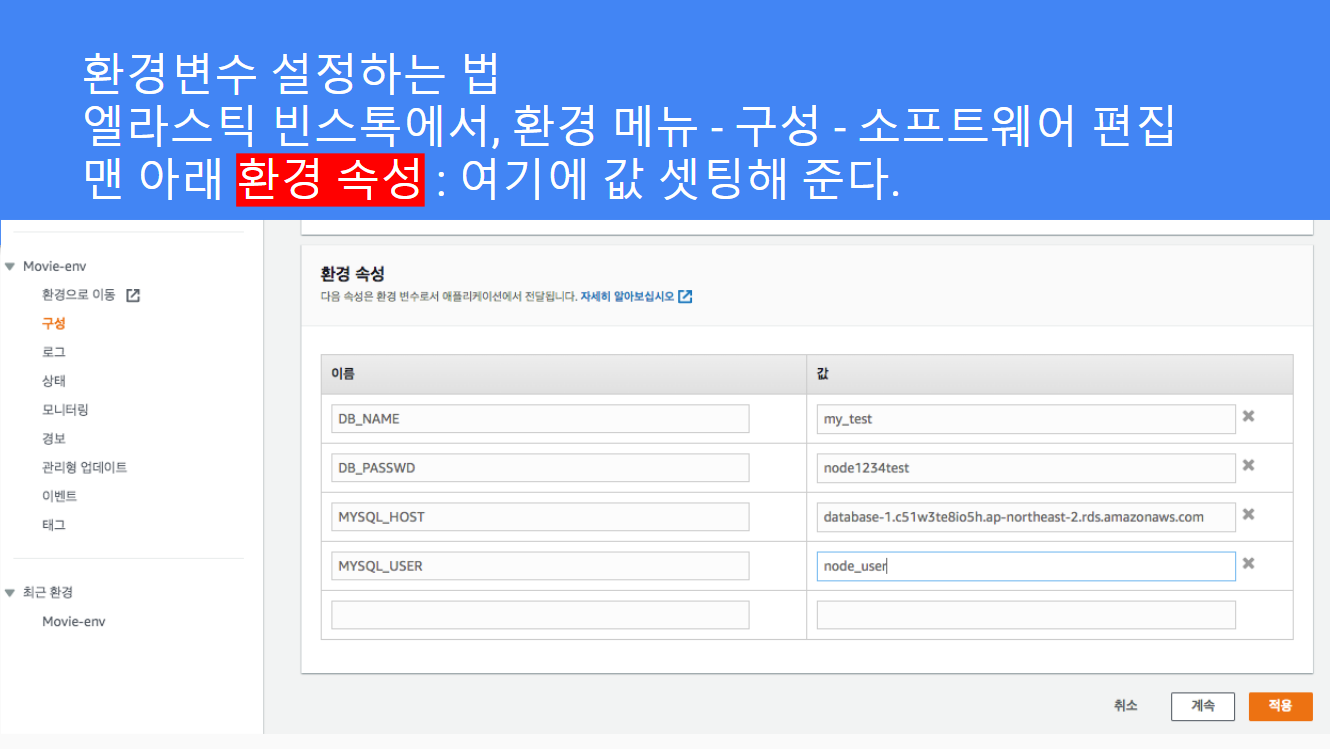 환경변수 설정하는 법
엘라스틱 빈스톡에서, 환경 메뉴 - 구성 - 소프트웨어 편집
맨 아래 환경 속성 : 여기에 값 셋팅해 준다.
Movie-env
환경으로 이동
구성
로그
상태
모니터링
경보
관리형 업데이트
이벤트
태그
최근 환경
Movie-env
환경 속성
다음 속성은 환경 변수로서 애플리케이션에서 전달됩니다. 자세히 알아보십시오
이름 값
DB_NAME my_test
DB_PASSWD node1234test
MYSQL_HOST database-1.c51w3te8io5h.ap-northeast-2.rds.amazonaws.com
MYSQL_USER node_user
취소 계속 적용